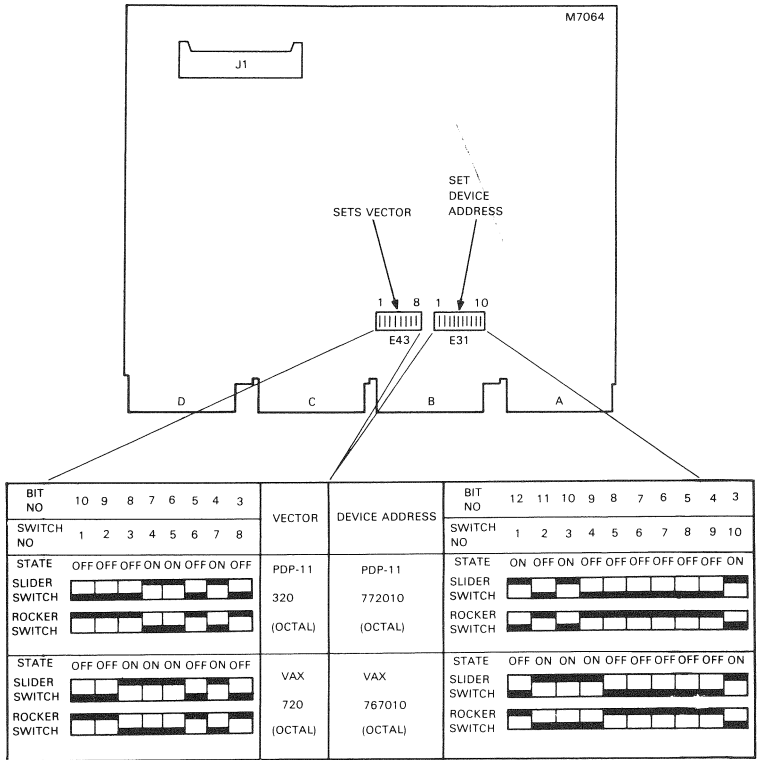 M7064
J1
SET
DEVICE
ADDRESS
SETS VECTOR
1 8 1 10
E43 E31
D C B A
BIT NO 10 9 8 7 6 5 4 3
SWITCH NO 1 2 3 4 5 6 7 8
VECTOR
DEVICE ADDRESS
BIT NO 12 11 10 9 8 7 6 5 4 3
SWITCH NO 1 2 3 4 5 6 7 8 9 10
STATE OFF OFF OFF ON ON OFF ON OFF
SLIDER SWITCH
ROCKER SWITCH
PDP-11
320
(OCTAL)
PDP-11
772010
(OCTAL)
STATE ON OFF ON OFF OFF OFF OFF OFF OFF ON
SLIDER SWITCH
ROCKER SWITCH
STATE OFF OFF ON ON ON OFF ON OFF
SLIDER SWITCH
ROCKER SWITCH
VAX
720
(OCTAL)
VAX
767010
(OCTAL)
STATE OFF ON ON ON OFF OFF OFF OFF OFF ON
SLIDER SWITCH
ROCKER SWITCH